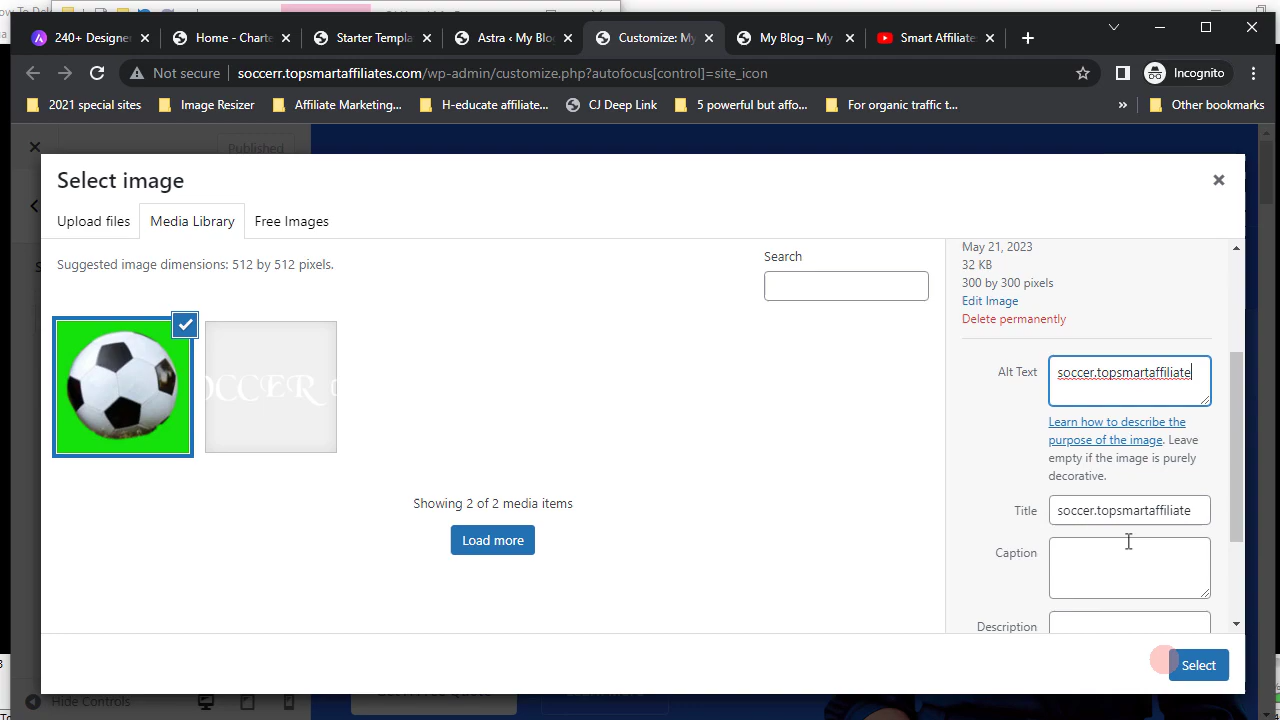 240+ Designe
Home - Charte
Starter Templa
Astra ‹ My Blo
Customize: My
My Blog – My
Smart Affiliate
Not secure
soccerr.topsmartaffiliates.com/wp-admin/customize.php?autofocus[control]=site_icon
Incognito
2021 special sites
Image Resizer
Affiliate Marketing...
H-educate affiliate...
CJ Deep Link
5 powerful but affo...
For organic traffic t...
»
Other bookmarks
Published
Select image
Upload files
Media Library
Free Images
Suggested image dimensions: 512 by 512 pixels.
Search
May 21, 2023
32 KB
300 by 300 pixels
Edit Image
Delete permanently
Alt Text
soccer.topsmartaffiliate
Learn how to describe the
purpose of the image. Leave
empty if the image is purely
decorative.
OCCER
Showing 2 of 2 media items
Load more
Title
soccer.topsmartaffiliate
Caption
Description
Select
Hide Controls